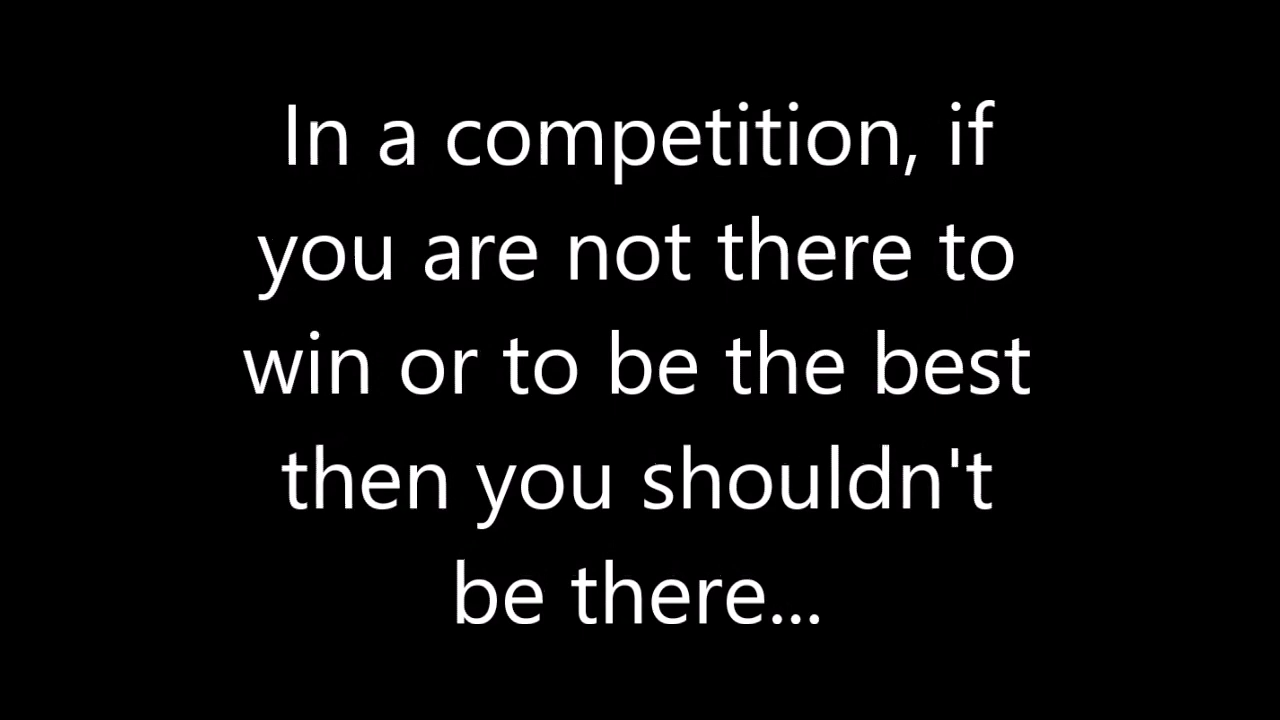 In a competition, if
you are not there to
win or to be the best
then you shouldn't
be there...